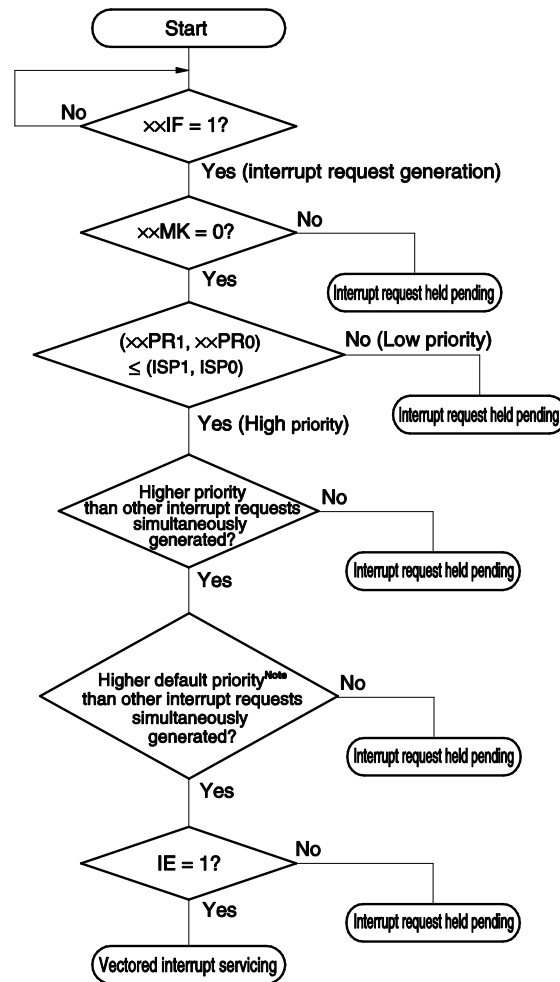 Start
No
××IF = 1?
Yes (interrupt request generation)
No
××MK = 0?
Yes
Interrupt request held pending
(××PR1, ××PR0)
≤ (ISP1, ISP0)
No (Low priority)
Interrupt request held pending
Yes (High priority)
Higher priority
than other interrupt requests
simultaneously
generated?
No
Interrupt request held pending
Yes
Higher default priorityNote
than other interrupt requests
simultaneously
generated?
No
Interrupt request held pending
Yes
IE = 1?
No
Yes
Interrupt request held pending
Vectored interrupt servicing